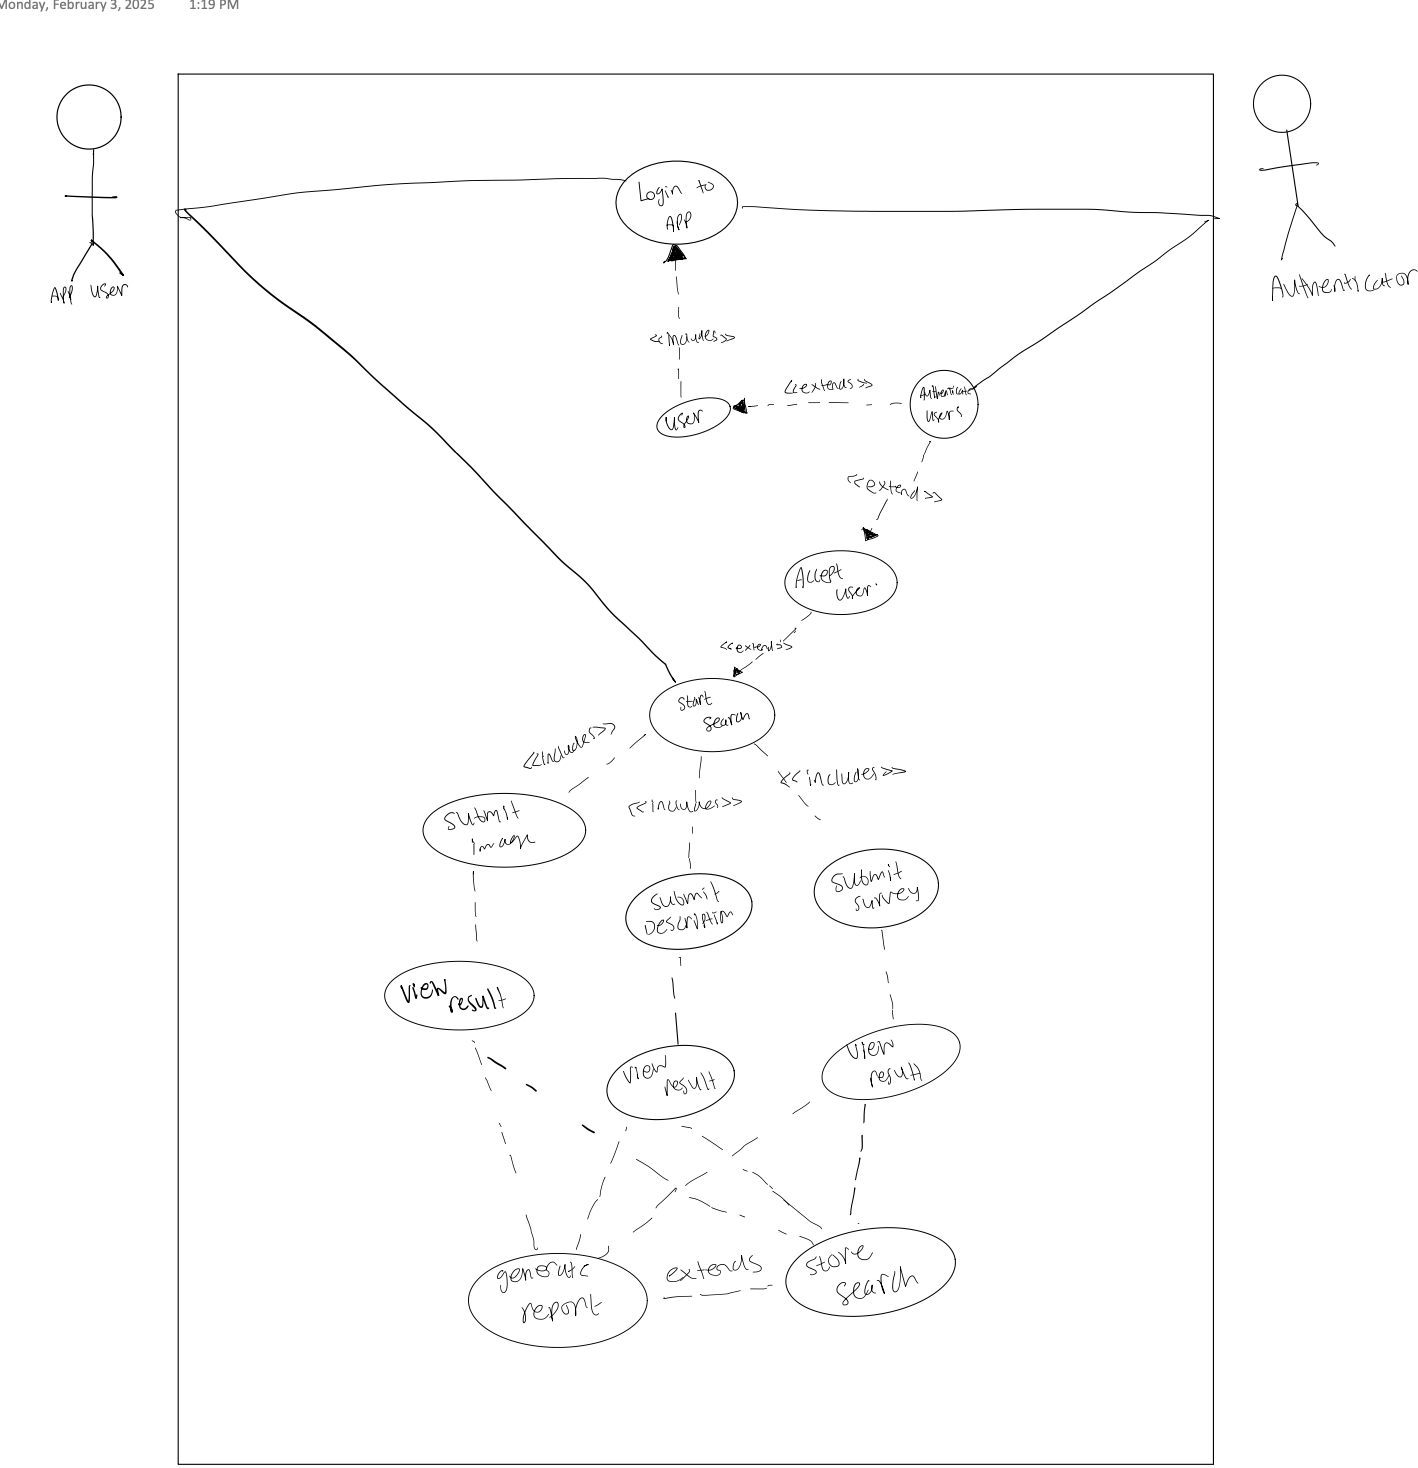 Monday, February 3, 2025 1:19 PM
Login to
APP
APP user
Authenticator
<<includes>>
<<extends>>
Authenticate
users
user
<<extend>>
Accept
user.
<<extends>>
start
search
<<includes>>
<<includes>>
<<includes>>
submit
image
submit
Description
submit
survey
view
result
view
result
view
result
generate
report
extends
store
search